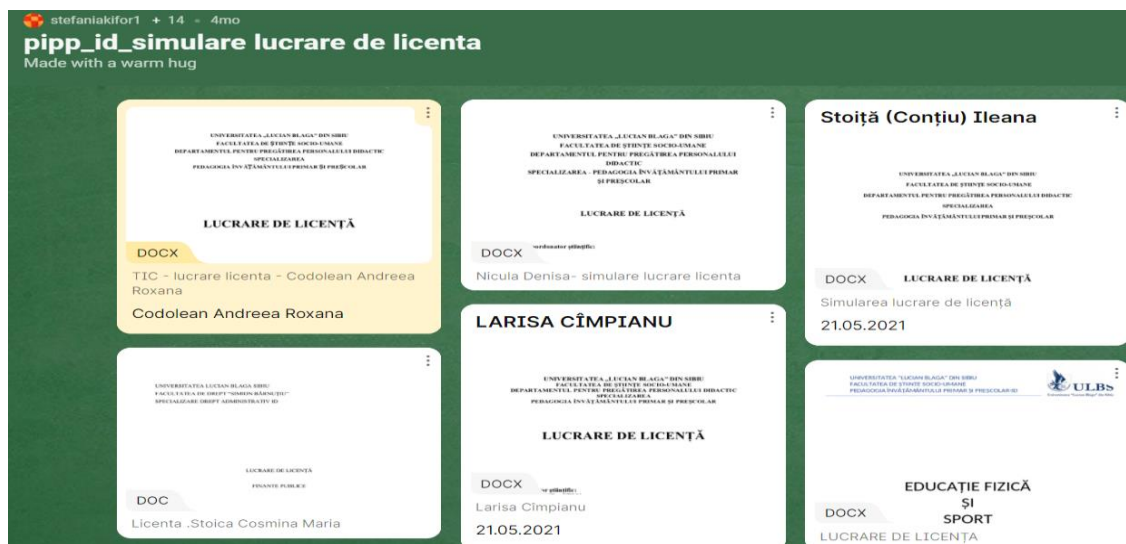 stefaniakifor1 + 14 • 4mo
pipp_id_simulare lucrare de licenta
Made with a warm hug
UNIVERSITATEA „LUCIAN BLAGA” DIN SIBIU
FACULTATEA DE ȘTIINȚE SOCIO-UMANE
DEPARTAMENTUL PENTRU PREGĂTIREA PERSONALULUI DIDACTIC
SPECIALIZAREA
PEDAGOGIA ÎNVĂȚĂMÂNTULUI PRIMAR ȘI PREȘCOLAR
LUCRARE DE LICENȚĂ
DOCX
TIC - lucrare licenta - Codolean Andreea
Roxana
Codolean Andreea Roxana
UNIVERSITATEA LUCIAN BLAGA SIBIU
FACULTATEA DE DREPT "SIMION BĂRNUȚIU"
SPECIALIZARE DREPT ADMINISTRATIV ID
LUCRARE DE LICENȚĂ
FINANTE PUBLICE
DOC
Licenta .Stoica Cosmina Maria
UNIVERSITATEA „LUCIAN BLAGA” DIN SIBIU
FACULTATEA DE ȘTIINȚE SOCIO-UMANE
DEPARTAMENTUL PENTRU PREGĂTIREA PERSONALULUI
DIDACTIC
SPECIALIZAREA - PEDAGOGIA ÎNVĂȚĂMÂNTULUI PRIMAR
ȘI PREȘCOLAR
LUCRARE DE LICENȚĂ
științific:
DOCX
Nicula Denisa- simulare lucrare licenta
LARISA CÎMPIANU
UNIVERSITATEA „LUCIAN BLAGA” DIN SIBIU
FACULTATEA DE ȘTIINȚE SOCIO-UMANE
DEPARTAMENTUL PENTRU PREGĂTIREA PERSONALULUI DIDACTIC
SPECIALIZAREA
PEDAGOGIA ÎNVĂȚĂMÂNTULUI PRIMAR ȘI PREȘCOLAR
LUCRARE DE LICENȚĂ
DOCX
științific:
Larisa Cîmpianu
21.05.2021
Stoiță (Conțiu) Ileana
UNIVERSITATEA „LUCIAN BLAGA” DIN SIBIU
FACULTATEA DE ȘTIINȚE SOCIO-UMANE
DEPARTAMENTUL PENTRU PREGĂTIREA PERSONALULUI DIDACTIC
SPECIALIZAREA
PEDAGOGIA ÎNVĂȚĂMÂNTULUI PRIMAR ȘI PREȘCOLAR
DOCX
LUCRARE DE LICENȚĂ
Simularea lucrare de licență
21.05.2021
UNIVERSITATEA "LUCIAN BLAGA" DIN SIBIU
FACULTATEA DE ȘTIINȚE SOCIO-UMANE
PEDAGOGIA ÎNVĂȚĂMÂNTULUI PRIMAR ȘI PREȘCOLAR-ID
ULBS
Universitatea "Lucian Blaga" din Sibiu
EDUCAȚIE FIZICĂ
ȘI
SPORT
DOCX
LUCRARE DE LICENȚA